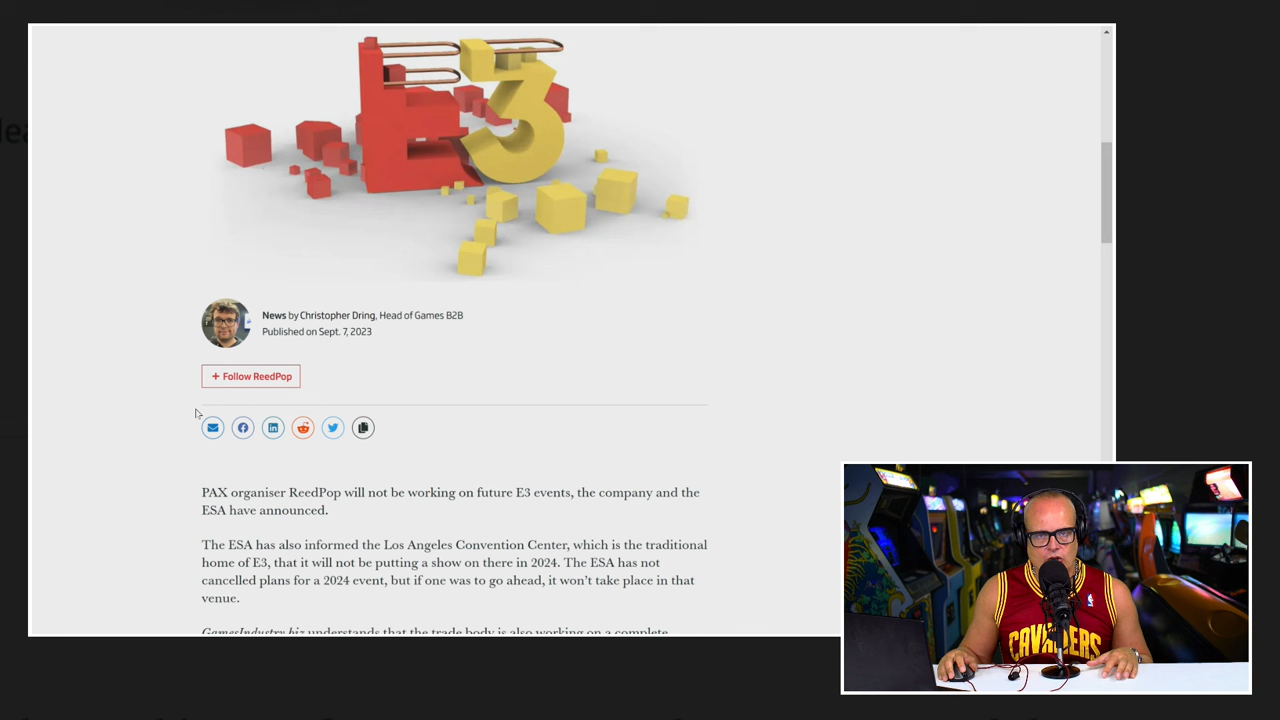 E3
News by Christopher Dring, Head of Games B2B
Published on Sept. 7, 2023
+ Follow ReedPop
PAX organiser ReedPop will not be working on future E3 events, the company and the
ESA have announced.
The ESA has also informed the Los Angeles Convention Center, which is the traditional
home of E3, that it will not be putting a show on there in 2024. The ESA has not
cancelled plans for a 2024 event, but if one was to go ahead, it won't take place in that
venue.
GamesIndustry.biz understands that the trade body is also working on a complete
CAVALIERS